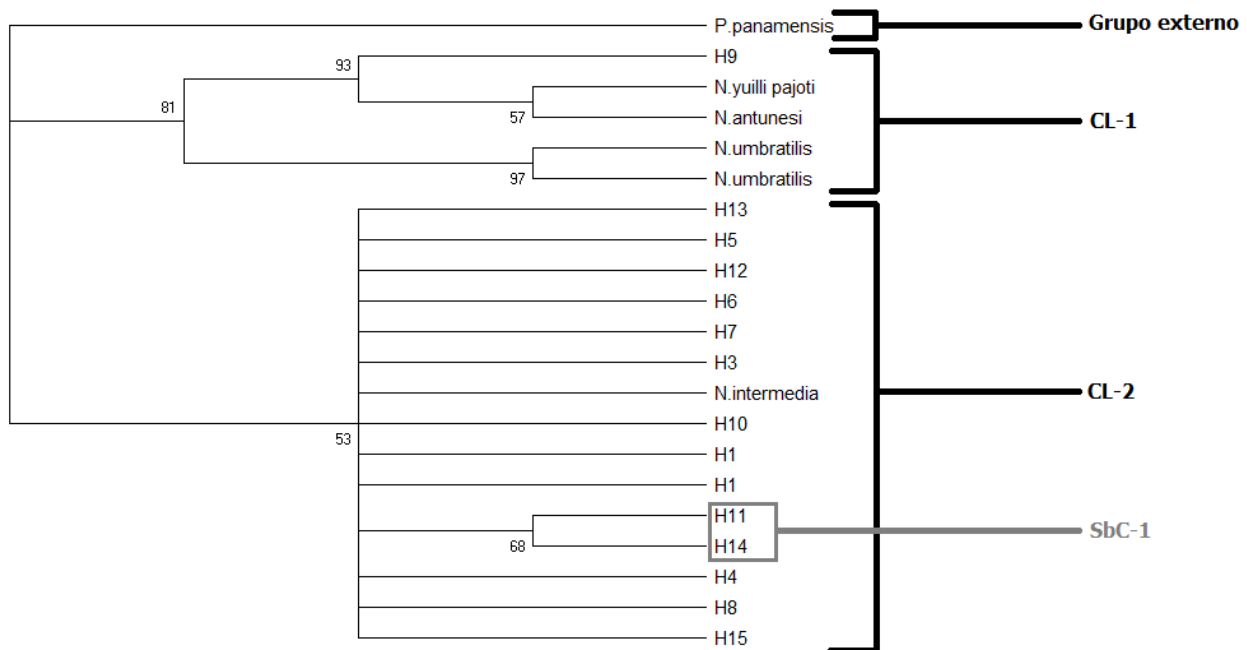 P.panamensis
Grupo externo
H9
93
N.yuilli pajoti
81
57
N.antunesi
CL-1
N.umbratilis
97
N.umbratilis
H13
H5
H12
H6
H7
H3
N.intermedia
CL-2
H10
53
H1
H1
H11
SbC-1
68
H14
H4
H8
H15